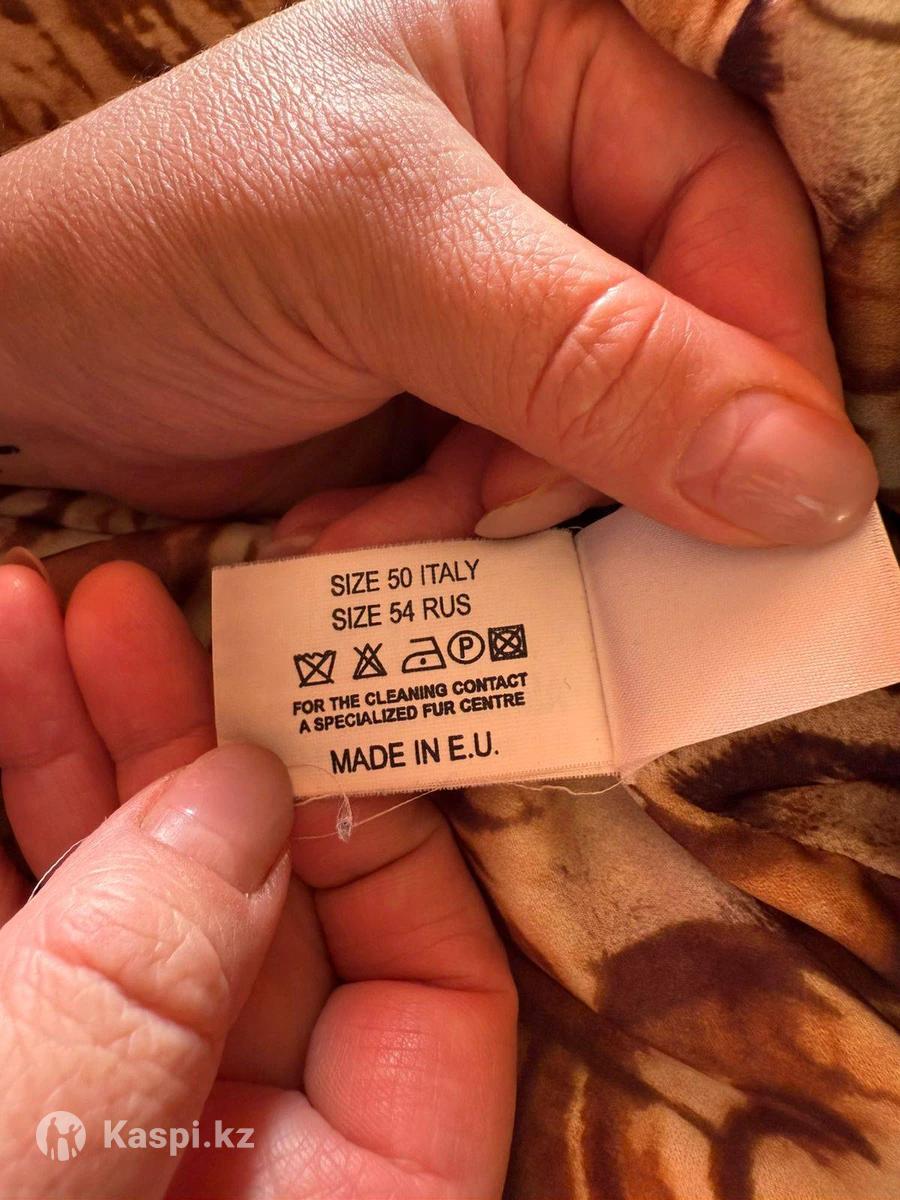 SIZE 50 ITALY
SIZE 54 RUS
P
FOR THE CLEANING CONTACT
A SPECIALIZED FUR CENTRE
MADE IN E.U.
Kaspi.kz